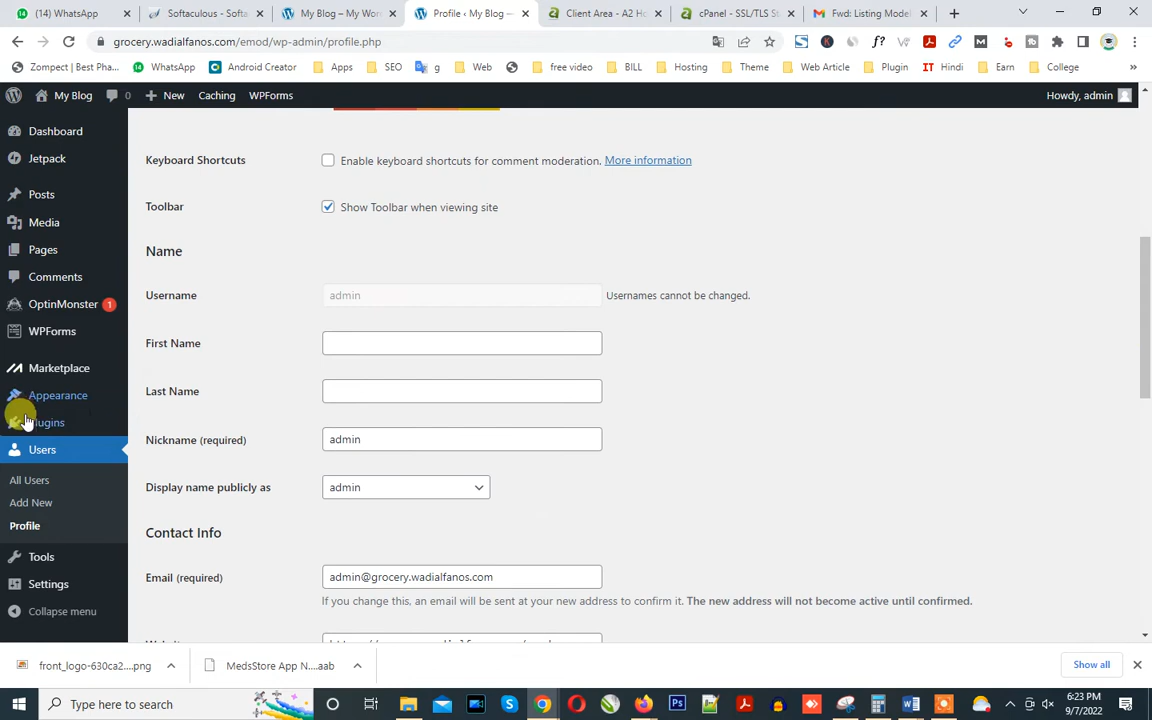 (14) WhatsApp
Softaculous - Softa
My Blog – My Wor
Profile ‹ My Blog —
Client Area - A2 Ho
cPanel - SSL/TLS St
Fwd: Listing Model
grocery.wadialfanos.com/emod/wp-admin/profile.php
Zompect | Best Pha...
WhatsApp
Android Creator
Apps
SEO
g
Web
free video
BILL
Hosting
Theme
Web Article
Plugin
IT Hindi
Earn
College
»
My Blog
0
New
Caching
WPForms
Howdy, admin
Dashboard
Jetpack
Posts
Media
Pages
Comments
OptinMonster 1
WPForms
Marketplace
Appearance
Plugins
Users
All Users
Add New
Profile
Tools
Settings
Collapse menu
Keyboard Shortcuts
Enable keyboard shortcuts for comment moderation. More information
Toolbar
Show Toolbar when viewing site
Name
Username
admin
Usernames cannot be changed.
First Name
Last Name
Nickname (required)
admin
Display name publicly as
admin
Contact Info
Email (required)
admin@grocery.wadialfanos.com
If you change this, an email will be sent at your new address to confirm it. The new address will not become active until confirmed.
front_logo-630ca2....png
MedsStore App N....aab
Show all
Type here to search
6:23 PM
9/7/2022